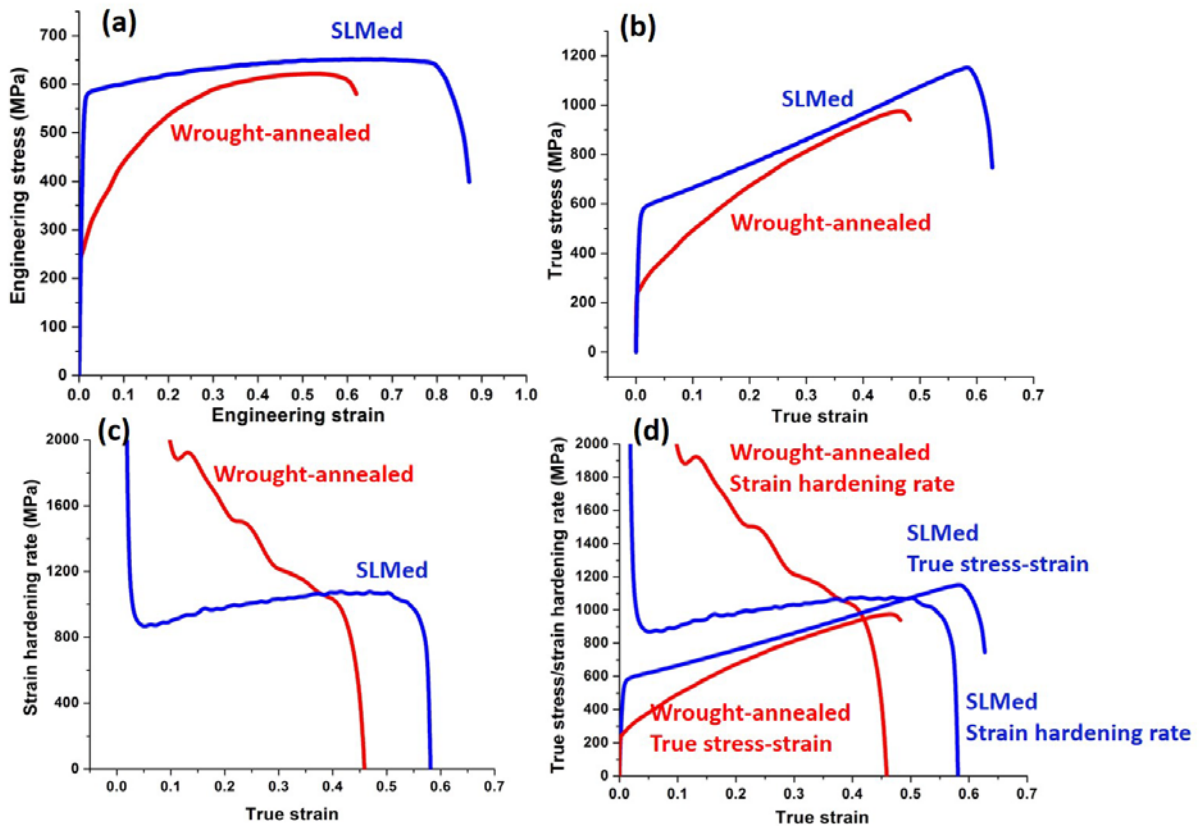 (a)
Engineering stress (MPa)
700
600
500
400
300
200
100
0
SLMed
Wrought-annealed
0.0 0.1 0.2 0.3 0.4 0.5 0.6 0.7 0.8 0.9 1.0
Engineering strain
(b)
True stress (MPa)
1200
1000
800
600
400
200
0
SLMed
Wrought-annealed
0.0 0.1 0.2 0.3 0.4 0.5 0.6 0.7
True strain
(c)
Strain hardening rate (MPa)
2000
1600
1200
800
400
0
Wrought-annealed
SLMed
0.0 0.1 0.2 0.3 0.4 0.5 0.6 0.7
True strain
(d)
True stress/strain hardening rate (MPa)
2000
1800
1600
1400
1200
1000
800
600
400
200
0
Wrought-annealed
Strain hardening rate
SLMed
True stress-strain
Wrought-annealed
True stress-strain
SLMed
Strain hardening rate
0.0 0.1 0.2 0.3 0.4 0.5 0.6 0.7
True strain